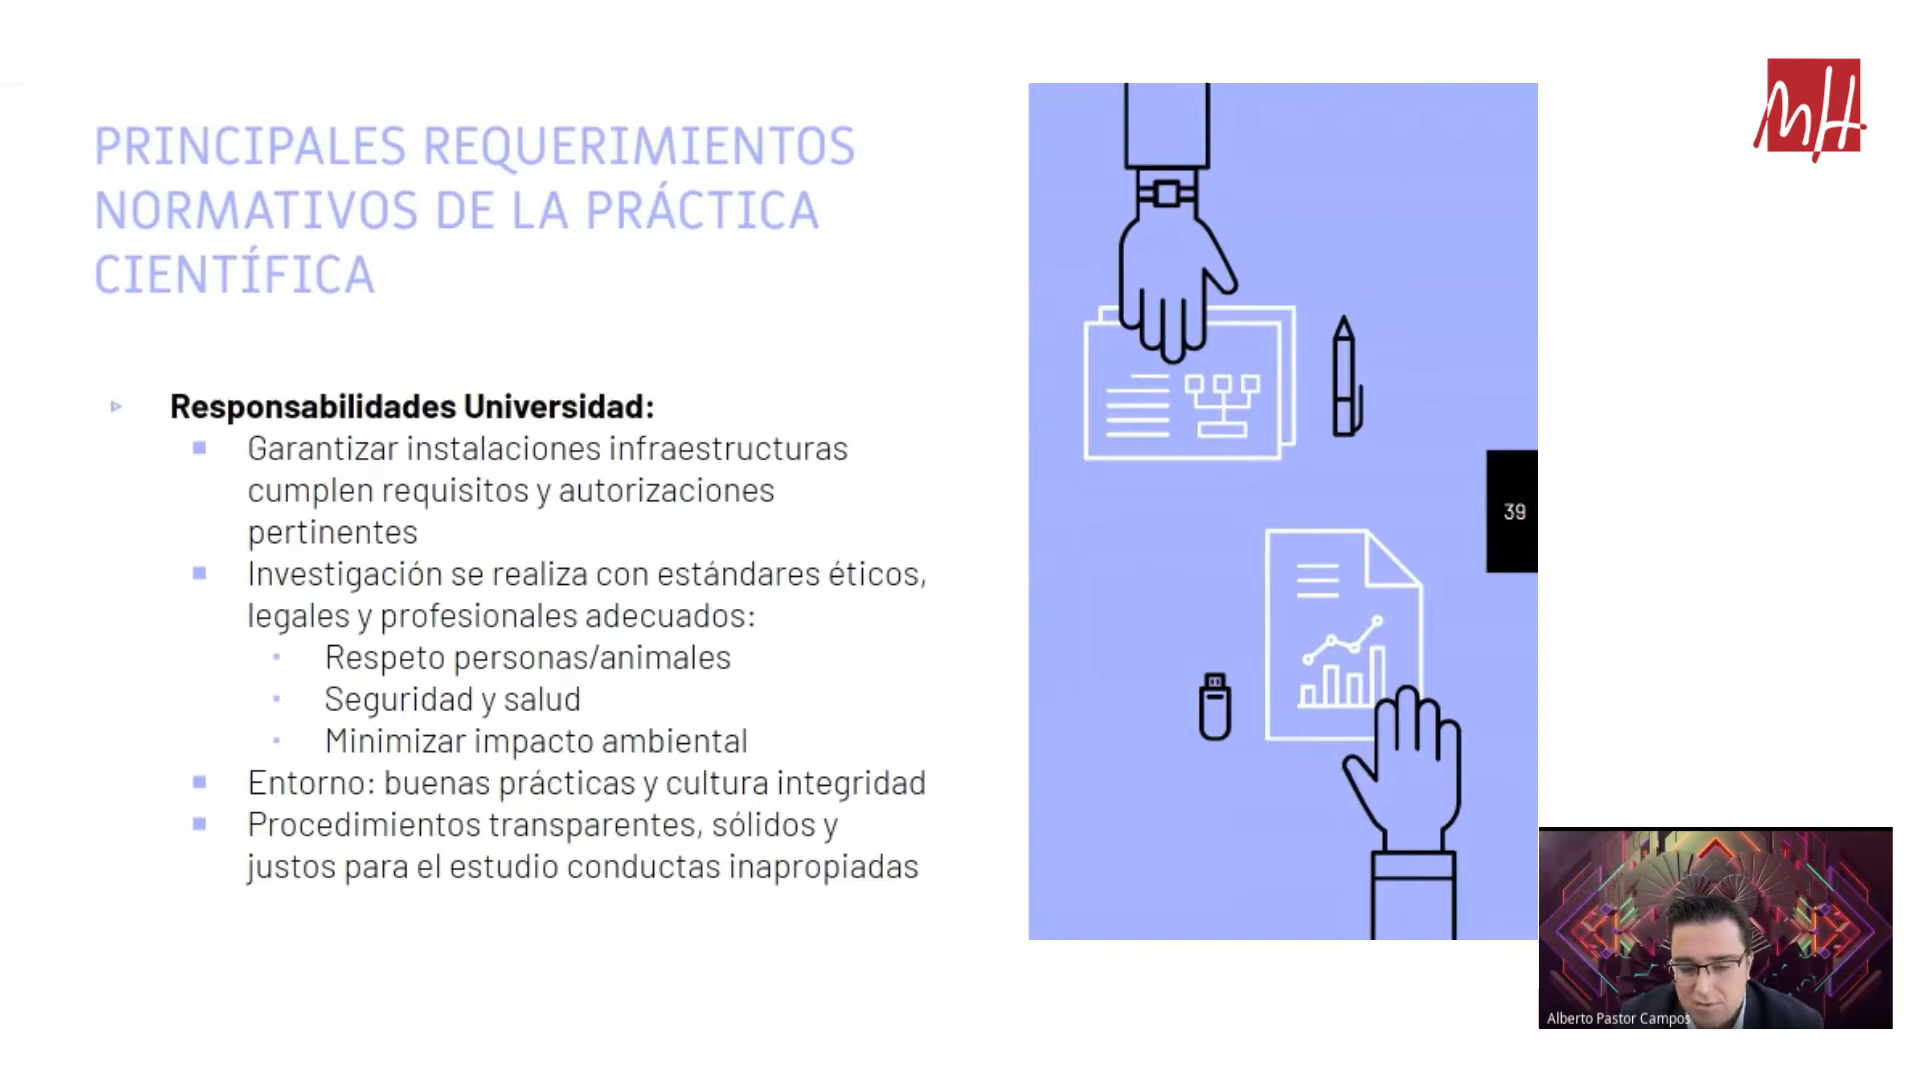 PRINCIPALES REQUERIMIENTOS
NORMATIVOS DE LA PRÁCTICA
CIENTÍFICA
Responsabilidades Universidad:
Garantizar instalaciones infraestructuras
cumplen requisitos y autorizaciones
pertinentes
Investigación se realiza con estándares éticos,
legales y profesionales adecuados:
Respeto personas/animales
Seguridad y salud
Minimizar impacto ambiental
Entorno: buenas prácticas y cultura integridad
Procedimientos transparentes, sólidos y
justos para el estudio conductas inapropiadas
39
MH
Alberto Pastor Campos